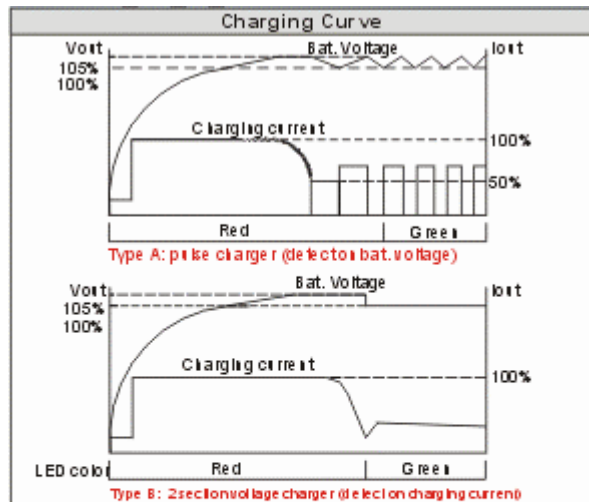 Charging Curve
Vout
Bat. Voltage
Iout
105%
100%
Charging current
100%
50%
Red
Green
Type A: pulse charger (detect on bat. voltage)
Vout
Bat. Voltage
Iout
105%
100%
Charging current
100%
LED color
Red
Green
Type B: 2 section voltage charger (detect ion charging current)